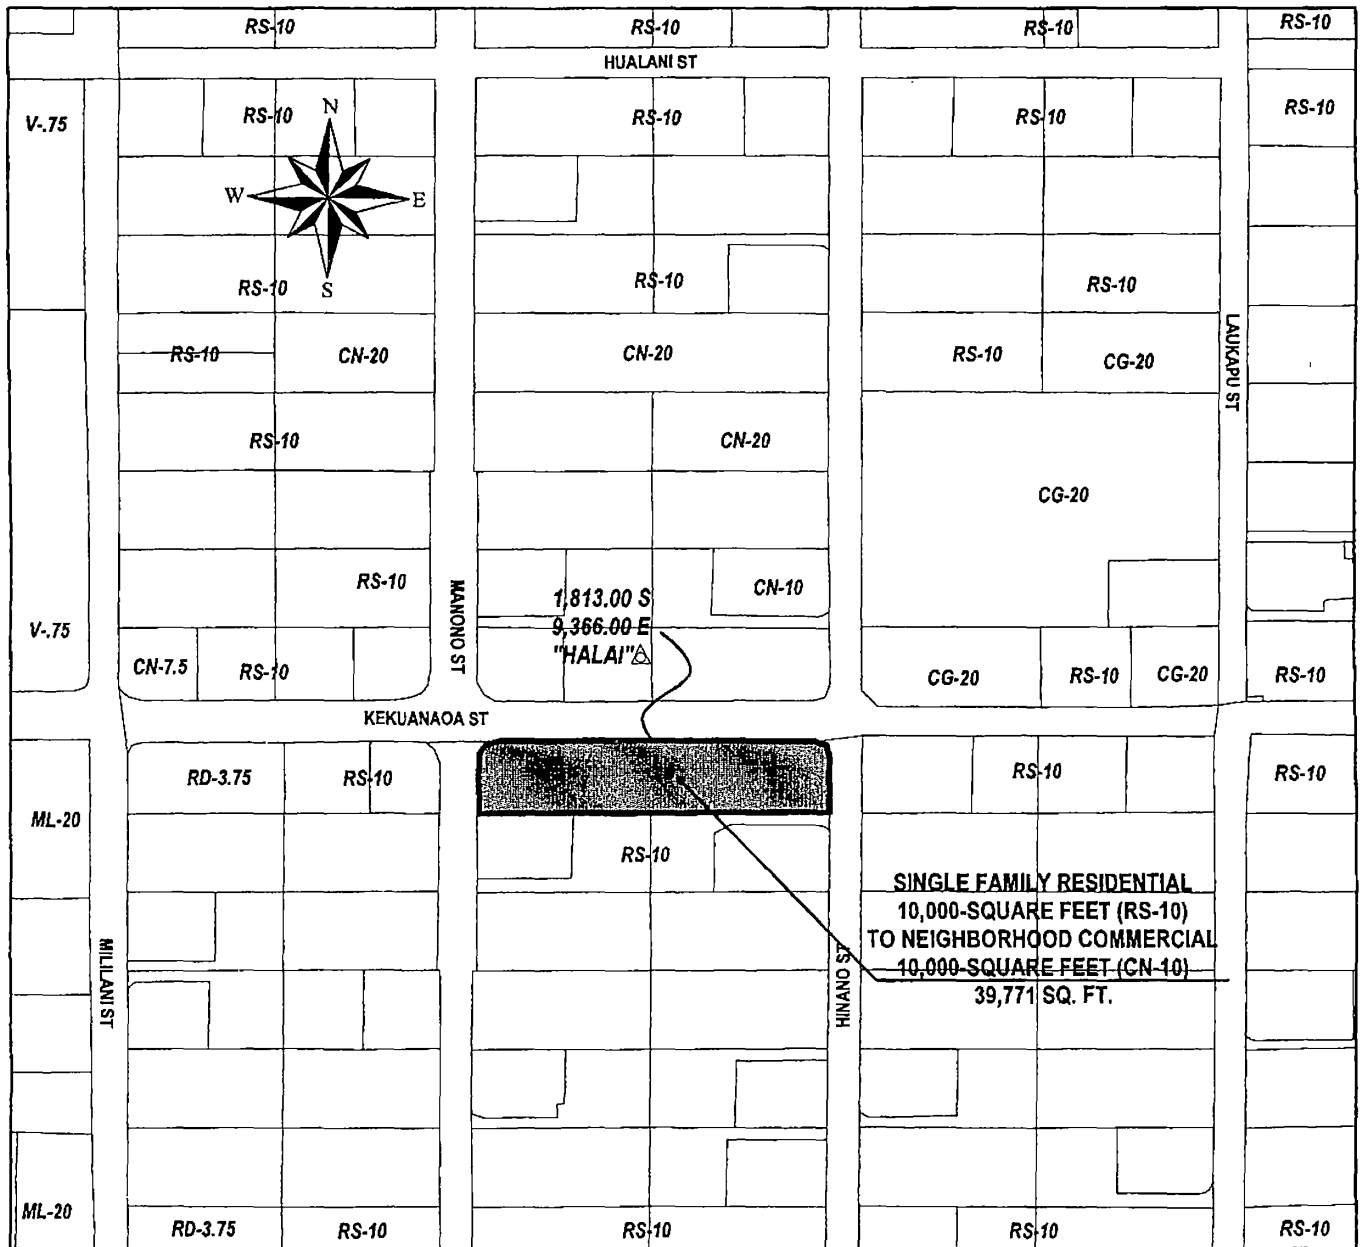 RS-10 RS-10 RS-10 RS-10
HUALANI ST
V-.75 RS-10 RS-10 RS-10 RS-10
N
W E
S
RS-10 RS-10 RS-10
RS-10 CN-20 CN-20 RS-10 CG-20
LAUKAPU ST
RS-10 CN-20
CG-20
RS-10 CN-10
MANONO ST
1,813.00 S
9,366.00 E
"HALAI"
V-.75
CN-7.5 RS-10 CG-20 RS-10 CG-20 RS-10
KEKUANAOA ST
RD-3.75 RS-10 RS-10 RS-10
ML-20
RS-10
SINGLE FAMILY RESIDENTIAL
10,000-SQUARE FEET (RS-10)
TO NEIGHBORHOOD COMMERCIAL
10,000-SQUARE FEET (CN-10)
39,771 SQ. FT.
MILILANI ST
HINANO ST
ML-20
RD-3.75 RS-10 RS-10 RS-10 RS-10